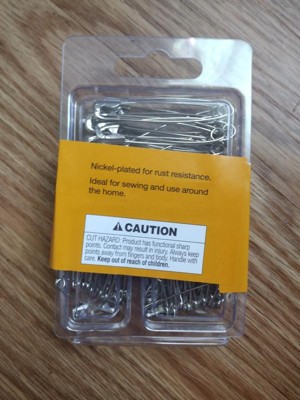 Nickel-plated for rust resistance.
Ideal for sewing and use around
the home.
CAUTION
CUT HAZARD: Product has functional sharp
points. Contact may result in injury. Always keep
points away from fingers and body. Handle with
care. Keep out of reach of children.